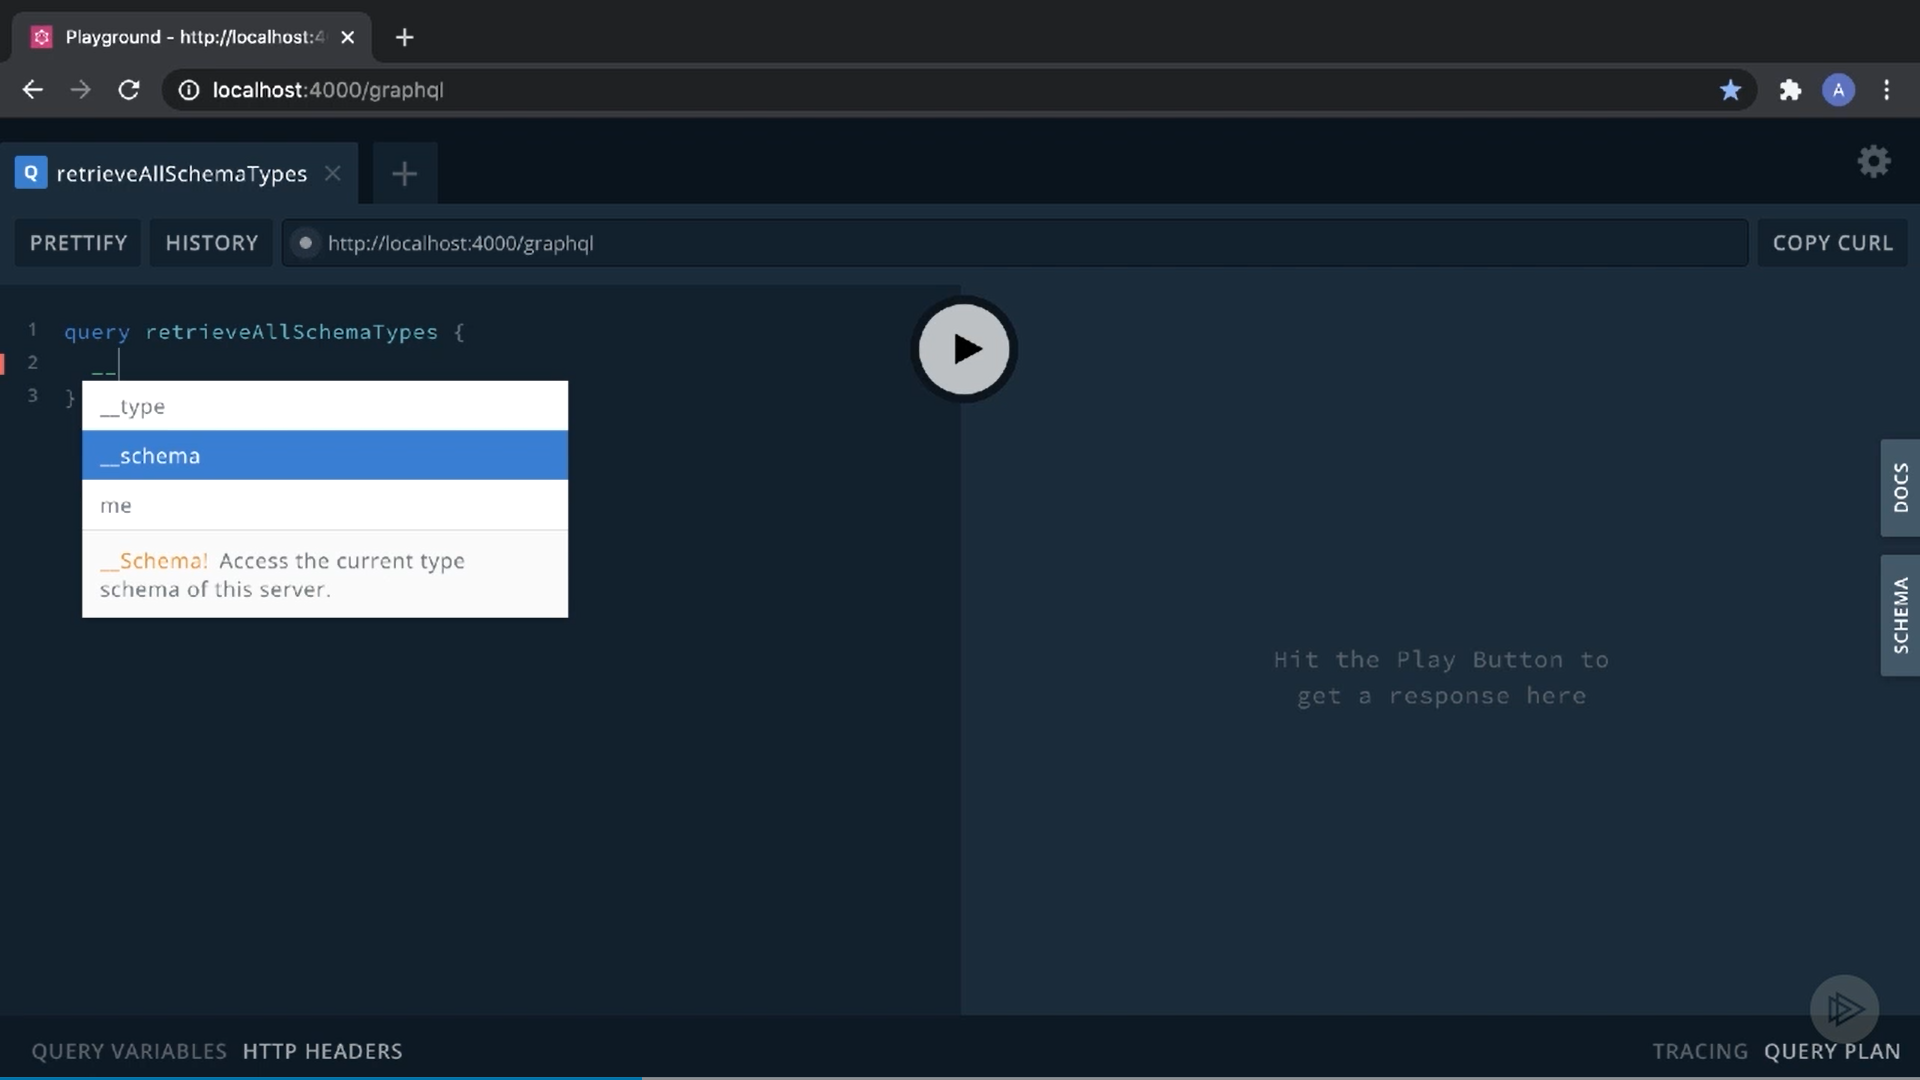 Playground - http://localhost:4
localhost:4000/graphql
A
Q retrieveAllSchemaTypes
PRETTIFY HISTORY http://localhost:4000/graphql COPY CURL
1 query retrieveAllSchemaTypes {
2 __
3 }
__type
__schema
me
__Schema! Access the current type
schema of this server.
DOCS
SCHEMA
Hit the Play Button to
get a response here
QUERY VARIABLES HTTP HEADERS TRACING QUERY PLAN